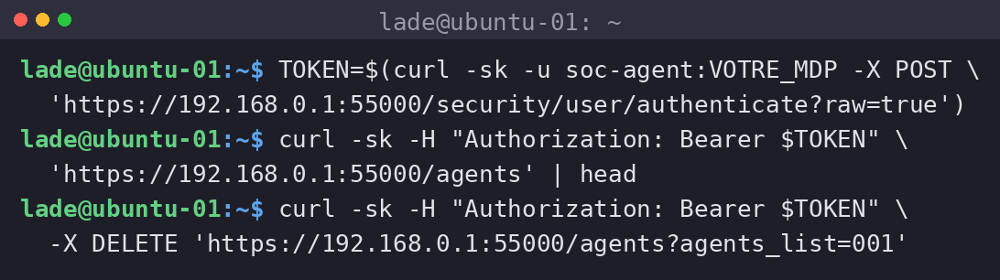 lade@ubuntu-01: ~
lade@ubuntu-01:~$ TOKEN=$(curl -sk -u soc-agent:VOTRE_MDP -X POST \
'https://192.168.0.1:55000/security/user/authenticate?raw=true')
lade@ubuntu-01:~$ curl -sk -H "Authorization: Bearer $TOKEN" \
'https://192.168.0.1:55000/agents' | head
lade@ubuntu-01:~$ curl -sk -H "Authorization: Bearer $TOKEN" \
-X DELETE 'https://192.168.0.1:55000/agents?agents_list=001'